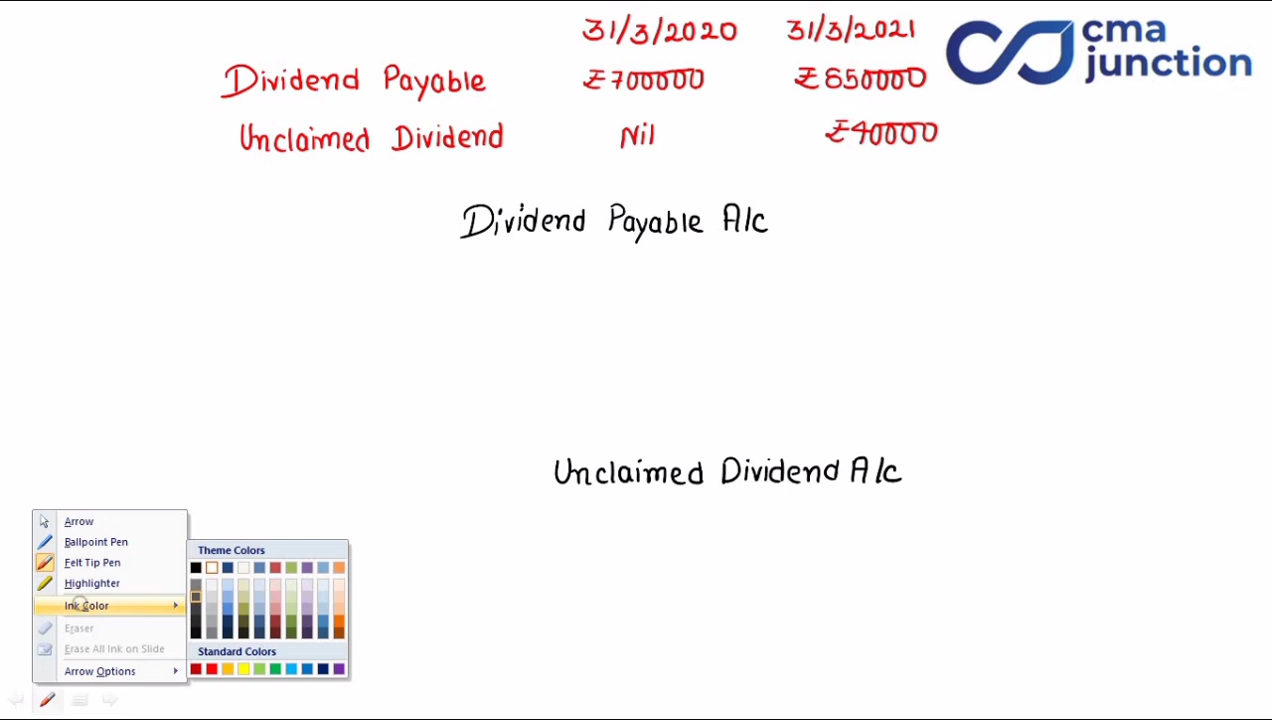 31/3/2020 31/3/2021
cma
junction
Dividend Payable ₹700000 ₹850000
Unclaimed Dividend Nil ₹40000
Dividend Payable A/c
Unclaimed Dividend A/c
Arrow
Ballpoint Pen
Felt Tip Pen
Highlighter
Ink Color
Eraser
Erase All Ink on Slide
Arrow Options
Theme Colors
Standard Colors